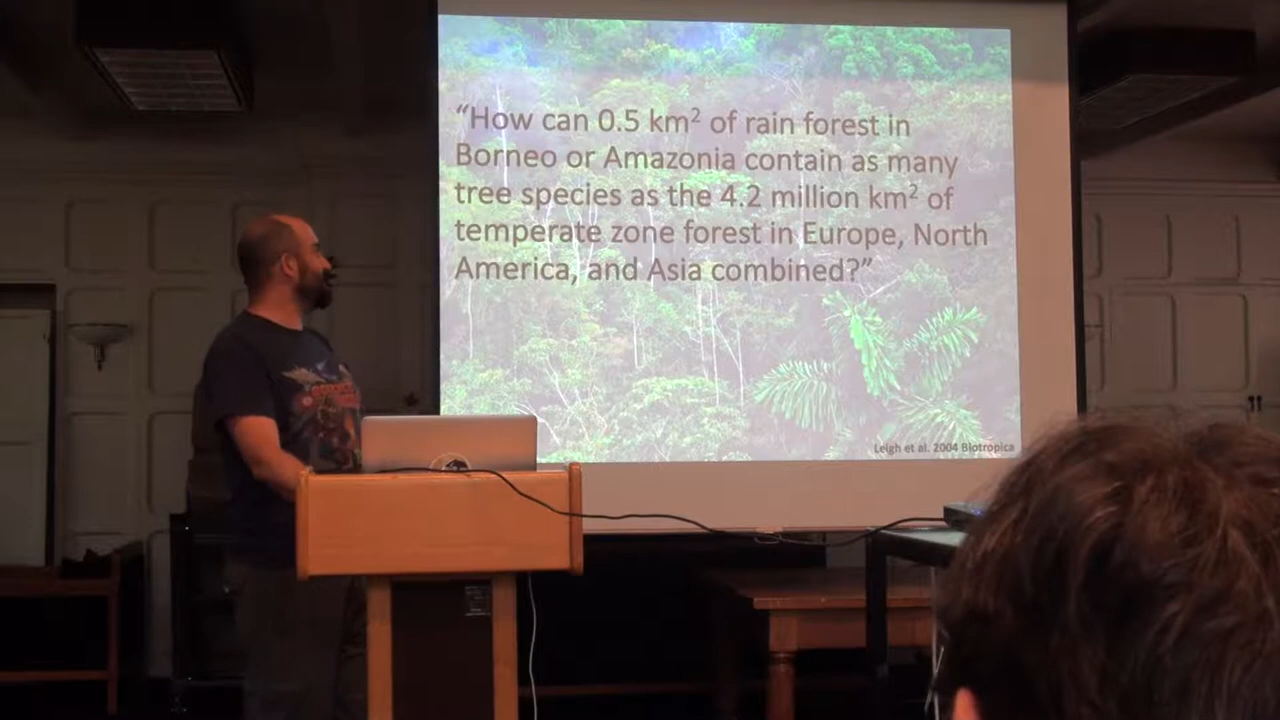 “How can 0.5 km² of rain forest in
Borneo or Amazonia contain as many
tree species as the 4.2 million km² of
temperate zone forest in Europe, North
America, and Asia combined?”
Leigh et al. 2004 Biotropica